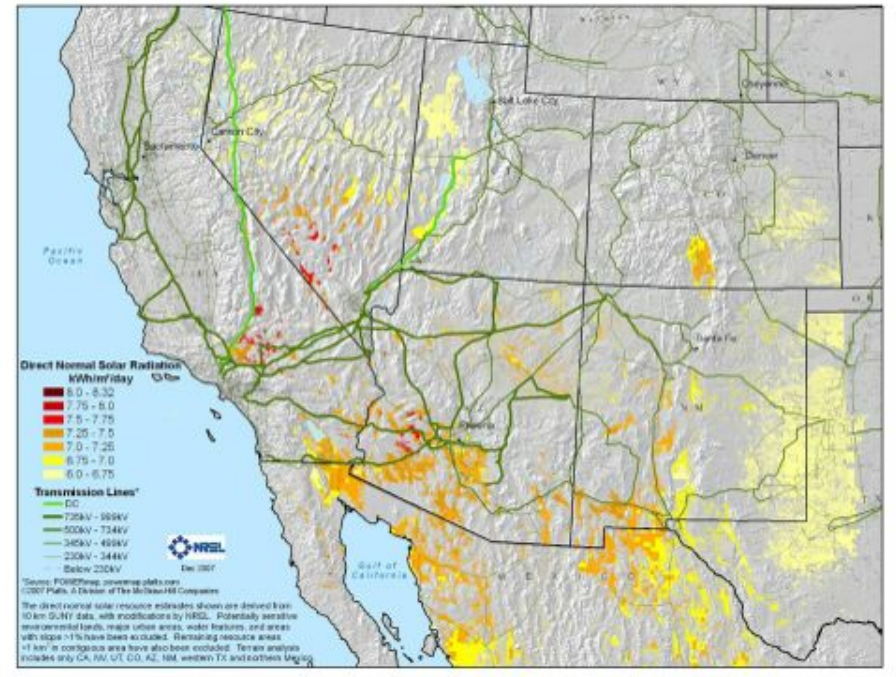 WY
NE
Cheyenne
Salt Lake City
Carson City
Sacramento
Denver
NV
CO
Pacific
Ocean
Santa Fe
OK
NM
Phoenix
Direct Normal Solar Radiation
kWh/m²/day
8.0 - 8.32
7.75 - 8.0
7.5 - 7.75
7.25 - 7.5
7.0 - 7.25
6.75 - 7.0
6.0 - 6.75
Transmission Lines*
DC
735kV - 999kV
500kV - 734kV
345kV - 499kV
230kV - 344kV
Below 230kV
NREL
Dec 2007
Gulf of
California
MEXICO
*Source: POWERmap, powermap.platts.com
©2007 Platts, A Division of The McGraw-Hill Companies
The direct normal solar resource estimates shown are derived from
10 km SUNY data, with modifications by NREL. Potentially sensitive
environmental lands, major urban areas, water features, and areas
with slope >1% have been excluded. Remaining resource areas
<1 km² in contiguous area have also been excluded. Terrain analysis
includes only CA, NV, UT, CO, AZ, NM, western TX and northern Mexico